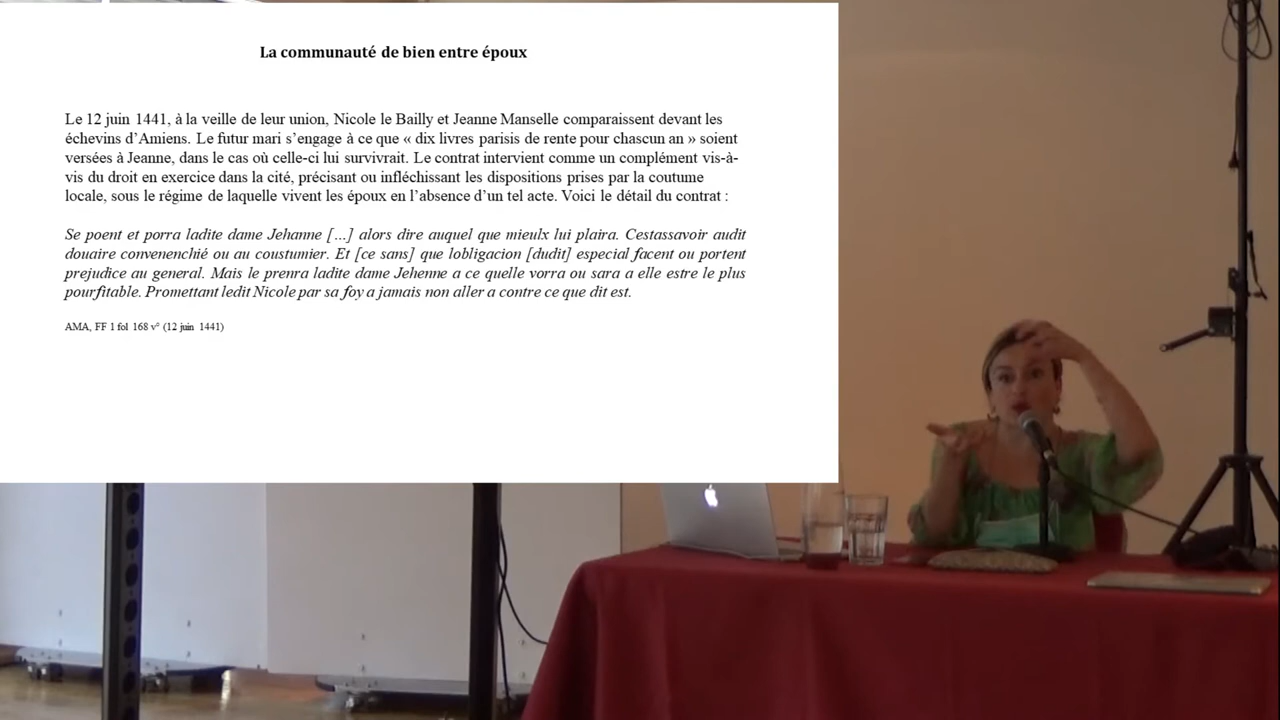 La communauté de bien entre époux
Le 12 juin 1441, à la veille de leur union, Nicole le Bailly et Jeanne Manselle comparaissent devant les
échevins d’Amiens. Le futur mari s’engage à ce que « dix livres parisis de rente pour chascun an » soient
versées à Jeanne, dans le cas où celle-ci lui survivrait. Le contrat intervient comme un complément vis-à-
vis du droit en exercice dans la cité, précisant ou infléchissant les dispositions prises par la coutume
locale, sous le régime de laquelle vivent les époux en l’absence d’un tel acte. Voici le détail du contrat :
Se poent et porra ladite dame Jehanne […] alors dire auquel que mieulx lui plaira. Cestassavoir audit
douaire convenenchié ou au coustumier. Et [ce sans] que lobligacion [dudit] especial facent ou portent
prejudice au general. Mais le prenra ladite dame Jehenne a ce quelle vorra ou sara a elle estre le plus
pourfitable. Promettant ledit Nicole par sa foy a jamais non aller a contre ce que dit est.
AMA, FF 1 fol 168 v° (12 juin 1441)